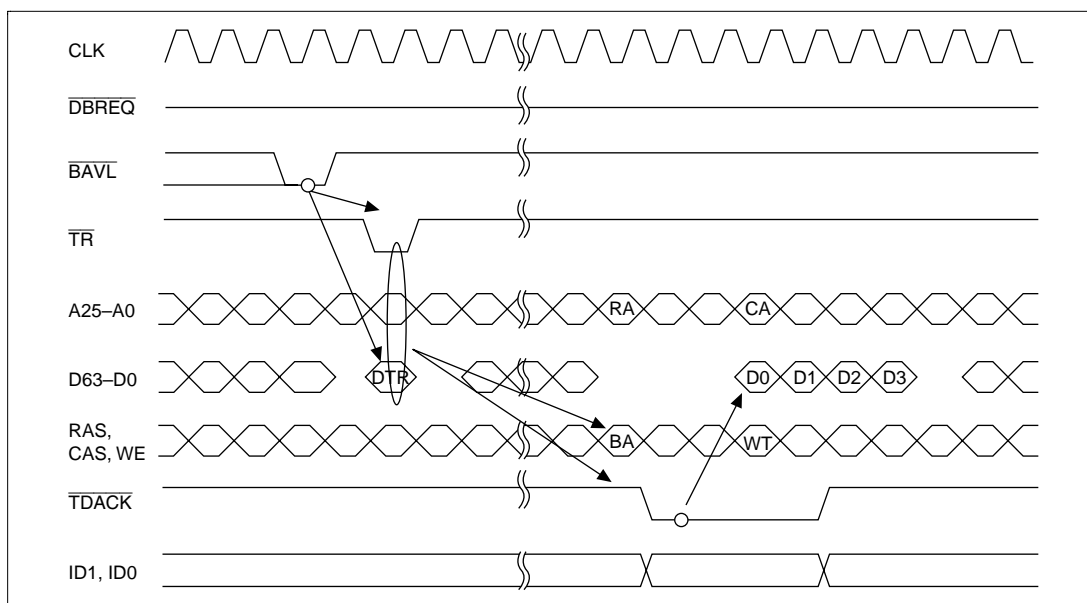 CLK
DBREQ
BAVL
TR
A25–A0 RA CA
D63–D0 DTR D0 D1 D2 D3
RAS,
CAS, WE BA WT
TDACK
ID1, ID0